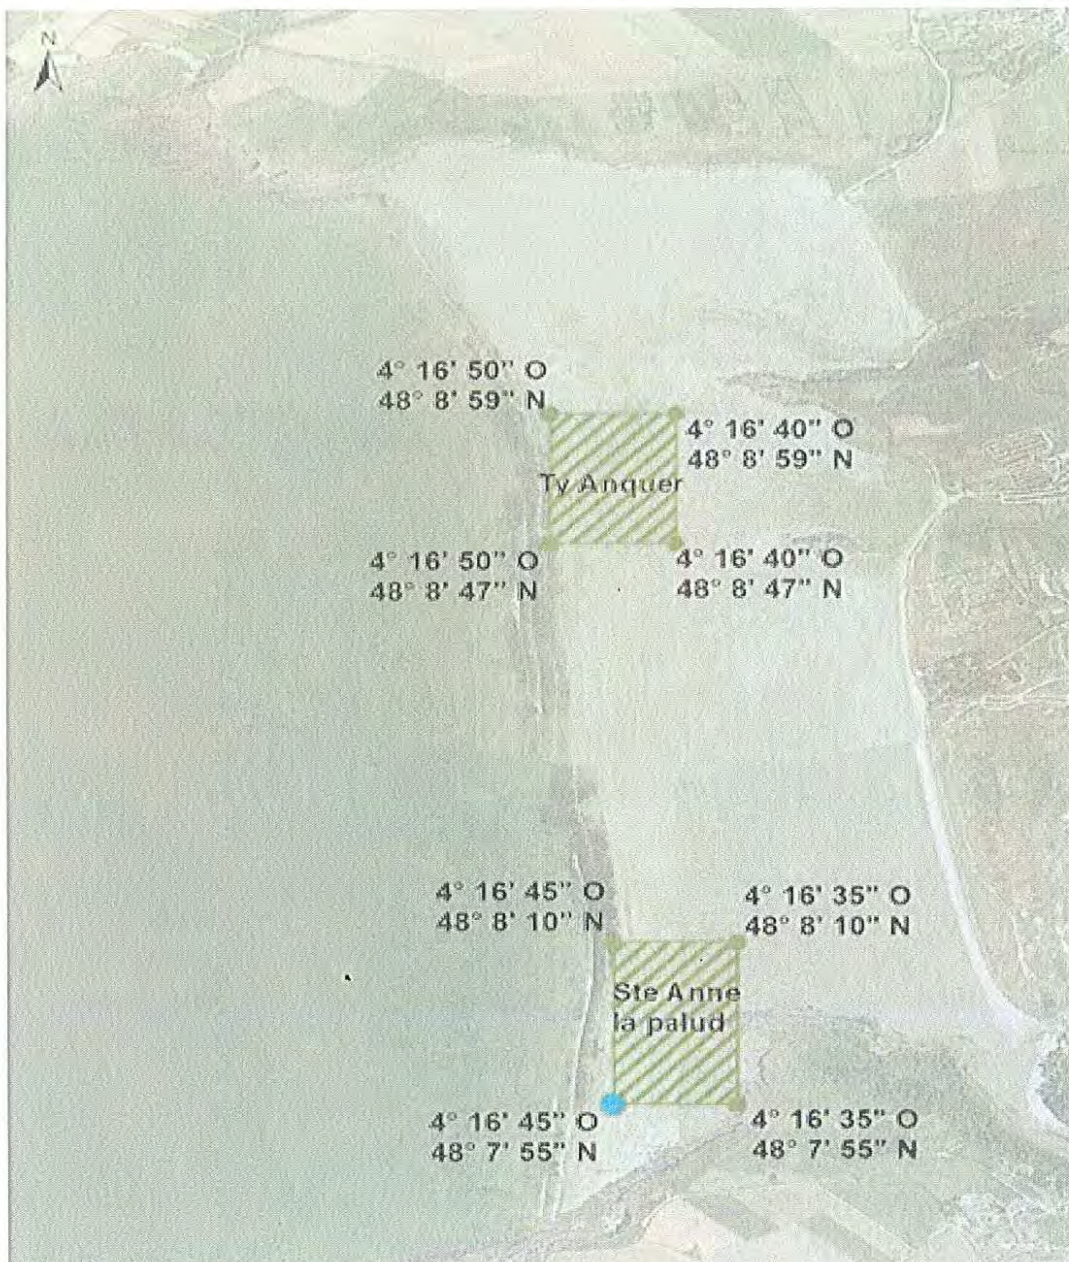 N
4° 16' 50" O
48° 8' 59" N
4° 16' 40" O
48° 8' 59" N
Ty Anquer
4° 16' 50" O
48° 8' 47" N
4° 16' 40" O
48° 8' 47" N
4° 16' 45" O
48° 8' 10" N
4° 16' 35" O
48° 8' 10" N
Ste Anne
la palud
4° 16' 45" O
48° 7' 55" N
4° 16' 35" O
48° 7' 55" N